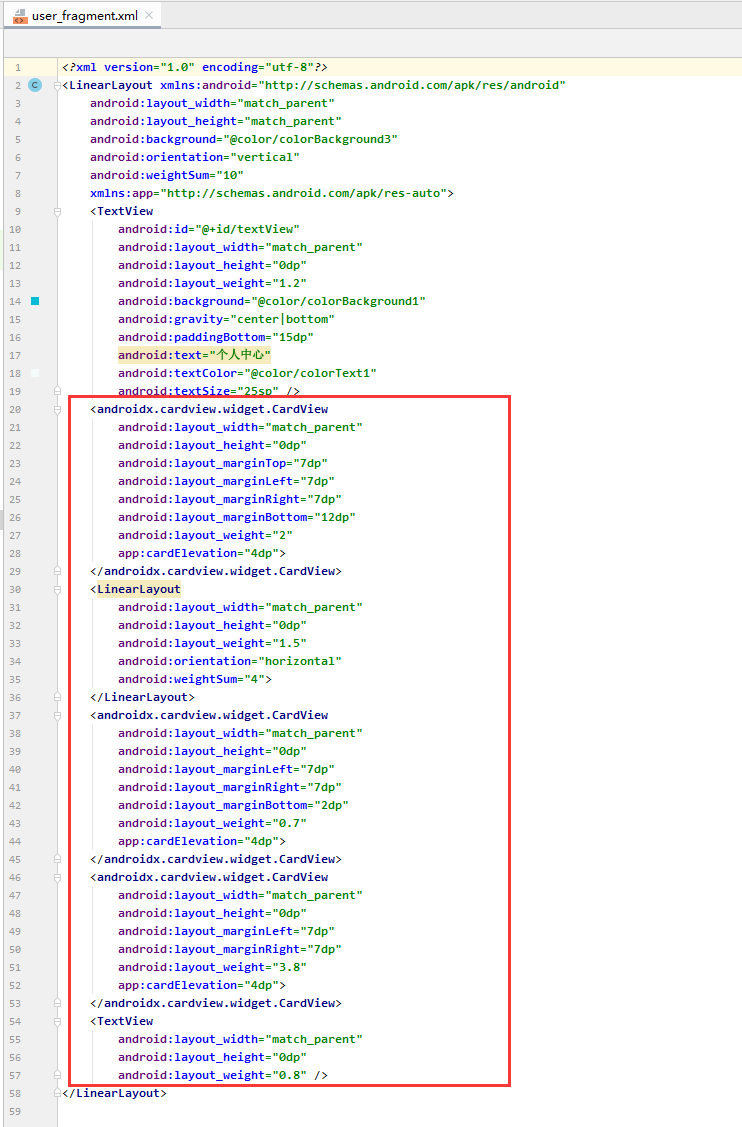 user_fragment.xml
1 <?xml version="1.0" encoding="utf-8"?>
2 <LinearLayout xmlns:android="http://schemas.android.com/apk/res/android"
3 android:layout_width="match_parent"
4 android:layout_height="match_parent"
5 android:background="@color/colorBackground3"
6 android:orientation="vertical"
7 android:weightSum="10"
8 xmlns:app="http://schemas.android.com/apk/res-auto">
9 <TextView
10 android:id="@+id/textView"
11 android:layout_width="match_parent"
12 android:layout_height="0dp"
13 android:layout_weight="1.2"
14 android:background="@color/colorBackground1"
15 android:gravity="center|bottom"
16 android:paddingBottom="15dp"
17 android:text="个人中心"
18 android:textColor="@color/colorText1"
19 android:textSize="25sp" />
20 <androidx.cardview.widget.CardView
21 android:layout_width="match_parent"
22 android:layout_height="0dp"
23 android:layout_marginTop="7dp"
24 android:layout_marginLeft="7dp"
25 android:layout_marginRight="7dp"
26 android:layout_marginBottom="12dp"
27 android:layout_weight="2"
28 app:cardElevation="4dp">
29 </androidx.cardview.widget.CardView>
30 <LinearLayout
31 android:layout_width="match_parent"
32 android:layout_height="0dp"
33 android:layout_weight="1.5"
34 android:orientation="horizontal"
35 android:weightSum="4">
36 </LinearLayout>
37 <androidx.cardview.widget.CardView
38 android:layout_width="match_parent"
39 android:layout_height="0dp"
40 android:layout_marginLeft="7dp"
41 android:layout_marginRight="7dp"
42 android:layout_marginBottom="2dp"
43 android:layout_weight="0.7"
44 app:cardElevation="4dp">
45 </androidx.cardview.widget.CardView>
46 <androidx.cardview.widget.CardView
47 android:layout_width="match_parent"
48 android:layout_height="0dp"
49 android:layout_marginLeft="7dp"
50 android:layout_marginRight="7dp"
51 android:layout_weight="3.8"
52 app:cardElevation="4dp">
53 </androidx.cardview.widget.CardView>
54 <TextView
55 android:layout_width="match_parent"
56 android:layout_height="0dp"
57 android:layout_weight="0.8" />
58 </LinearLayout>
59